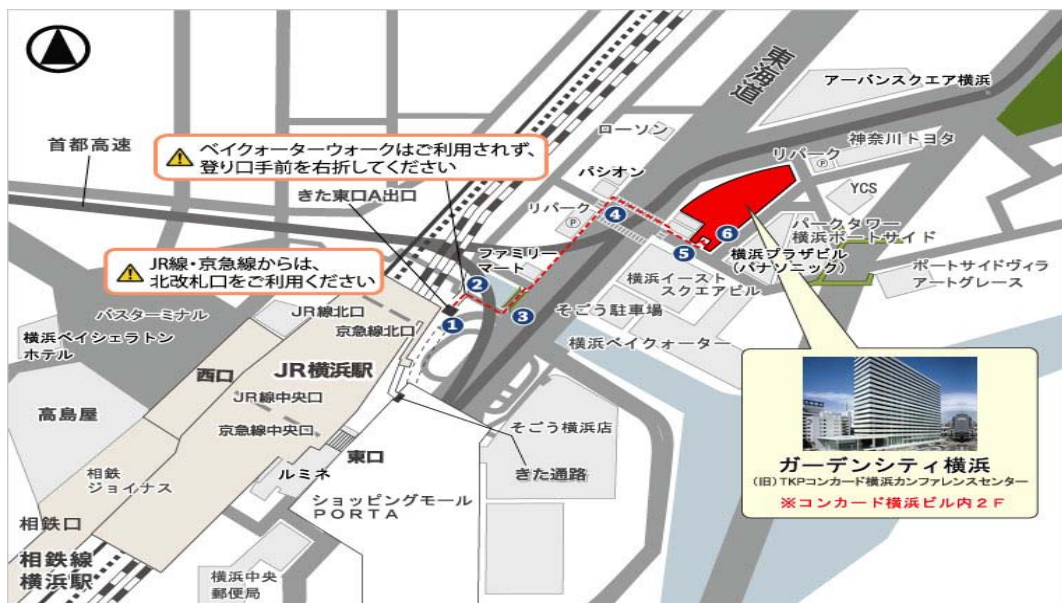 東海道
アーバンスクエア横浜
ローソン
神奈川トヨタ
首都高速
ベイクォーターウォークはご利用されず、
登り口手前を右折してください
リパーク
P
パシオン
YCS
きた東口A出口
リパーク
P
4
6
パークタワー
横浜ポートサイド
5
ファミリー
マート
横浜プラザビル
(パナソニック)
JR線・京急線からは、
北改札口をご利用ください
2
横浜イースト
スクエアビル
ポートサイドヴィラ
アートグレース
バスターミナル
JR線北口
1
3
そごう駐車場
京急線北口
横浜ベイシェラトン
ホテル
横浜ベイクォーター
西口
JR横浜駅
高島屋
JR線中央口
京急線中央口
そごう横浜店
東口
きた通路
ガーデンシティ横浜
(旧)TKPコンカード横浜カンファレンスセンター
※コンカード横浜ビル内2F
相鉄
ジョイナス
ルミネ
ショッピングモール
PORTA
相鉄口
相鉄線
横浜駅
横浜中央
郵便局